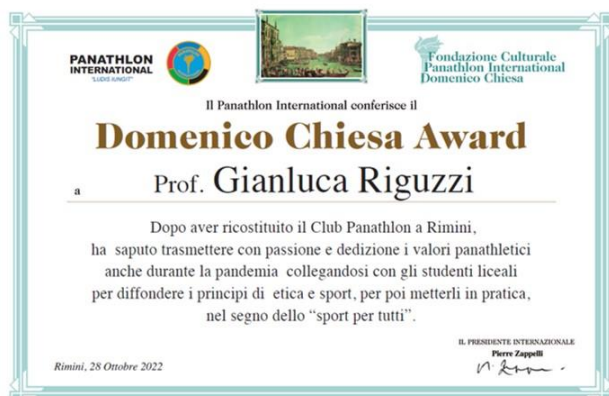 PANATHLON
INTERNATIONAL
"LUDIS IUNGIT"
Fondazione Culturale
Panathlon International
Domenico Chiesa
Il Panathlon International conferisce il
Domenico Chiesa Award
a Prof. Gianluca Riguzzi
Dopo aver ricostituito il Club Panathlon a Rimini,
ha saputo trasmettere con passione e dedizione i valori panathletici
anche durante la pandemia collegandosi con gli studenti liceali
per diffondere i principi di etica e sport, per poi metterli in pratica,
nel segno dello “sport per tutti”.
IL PRESIDENTE INTERNAZIONALE
Pierre Zappelli
Rimini, 28 Ottobre 2022